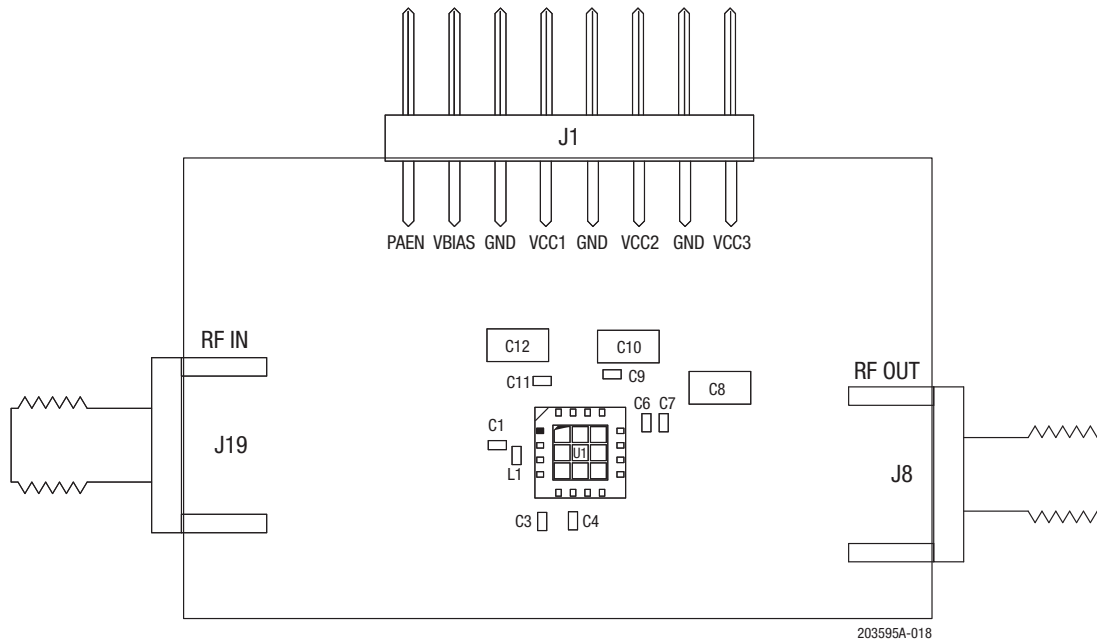 J1
PAEN VBIAS GND VCC1 GND VCC2 GND VCC3
RF IN
C12
C10
C11
C9
C8
RF OUT
C6 C7
C1
J19
U1
L1
J8
C3
C4
203595A-018